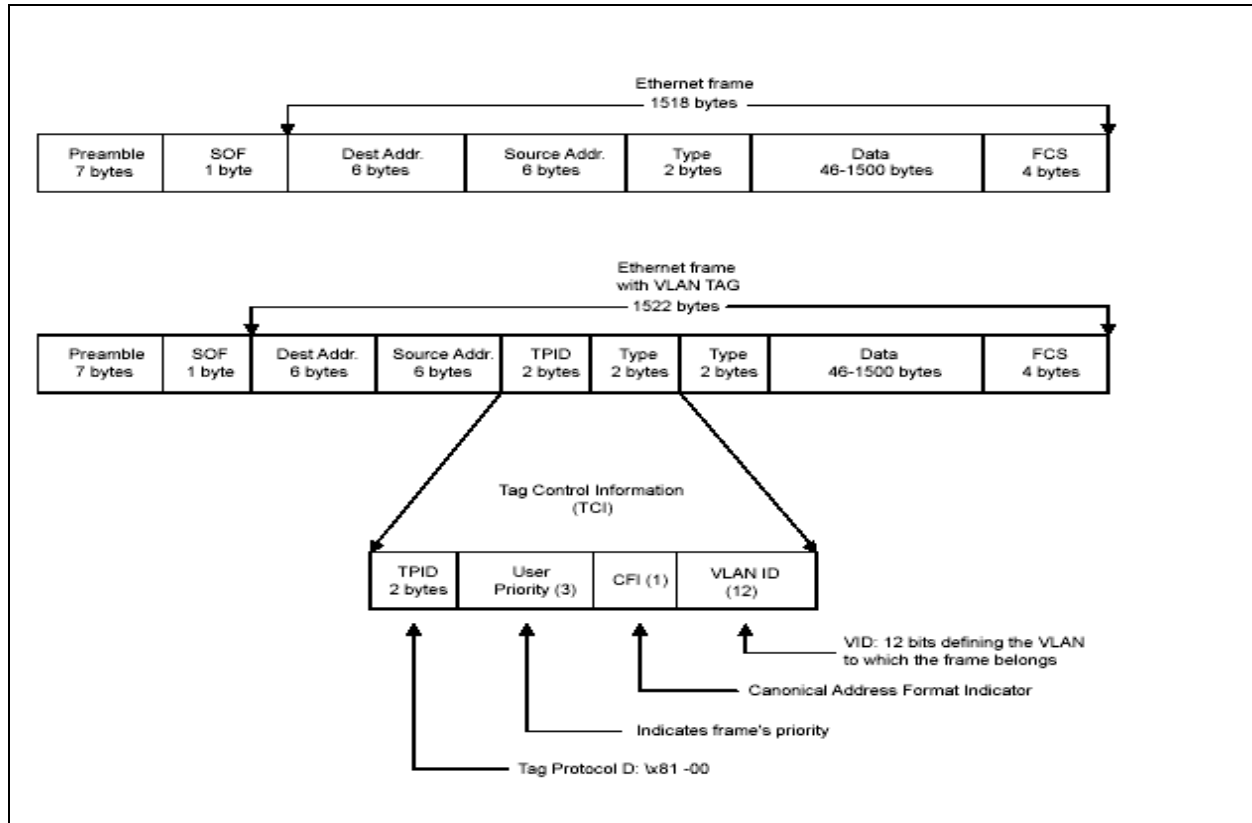 Ethernet frame
1518 bytes
Preamble
7 bytes
SOF
1 byte
Dest Addr.
6 bytes
Source Addr.
6 bytes
Type
2 bytes
Data
46-1500 bytes
FCS
4 bytes
Ethernet frame
with VLAN TAG
1522 bytes
Preamble
7 bytes
SOF
1 byte
Dest Addr.
6 bytes
Source Addr.
6 bytes
TPID
2 bytes
Type
2 bytes
Type
2 bytes
Data
46-1500 bytes
FCS
4 bytes
Tag Control Information
(TCI)
TPID
2 bytes
User
Priority (3)
CFI (1)
VLAN ID
(12)
VID: 12 bits defining the VLAN
to which the frame belongs
Canonical Address Format Indicator
Indicates frame's priority
Tag Protocol D: \x81 -00